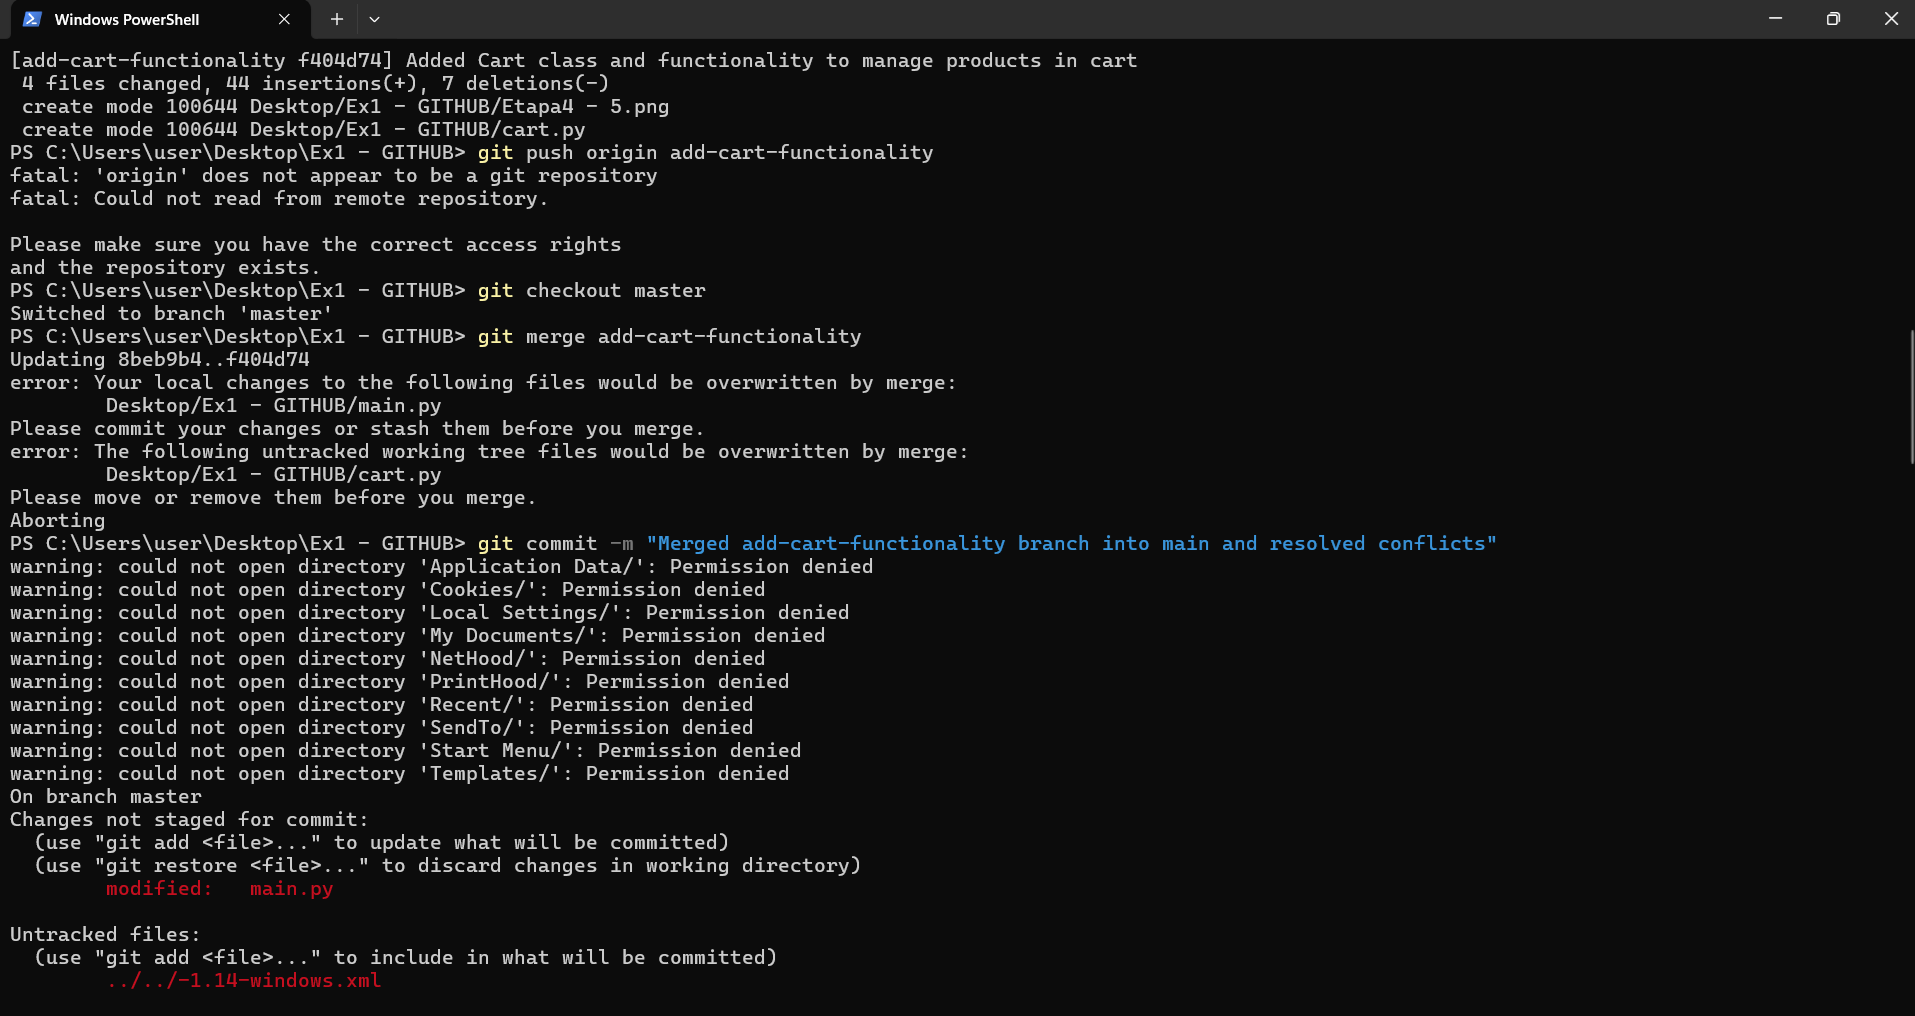 Windows PowerShell
[add-cart-functionality f404d74] Added Cart class and functionality to manage products in cart
 4 files changed, 44 insertions(+), 7 deletions(-)
 create mode 100644 Desktop/Ex1 - GITHUB/Etapa4 - 5.png
 create mode 100644 Desktop/Ex1 - GITHUB/cart.py
PS C:\Users\user\Desktop\Ex1 - GITHUB> git push origin add-cart-functionality
fatal: 'origin' does not appear to be a git repository
fatal: Could not read from remote repository.

Please make sure you have the correct access rights
and the repository exists.
PS C:\Users\user\Desktop\Ex1 - GITHUB> git checkout master
Switched to branch 'master'
PS C:\Users\user\Desktop\Ex1 - GITHUB> git merge add-cart-functionality
Updating 8beb9b4..f404d74
error: Your local changes to the following files would be overwritten by merge:
        Desktop/Ex1 - GITHUB/main.py
Please commit your changes or stash them before you merge.
error: The following untracked working tree files would be overwritten by merge:
        Desktop/Ex1 - GITHUB/cart.py
Please move or remove them before you merge.
Aborting
PS C:\Users\user\Desktop\Ex1 - GITHUB> git commit -m "Merged add-cart-functionality branch into main and resolved conflicts"
warning: could not open directory 'Application Data/': Permission denied
warning: could not open directory 'Cookies/': Permission denied
warning: could not open directory 'Local Settings/': Permission denied
warning: could not open directory 'My Documents/': Permission denied
warning: could not open directory 'NetHood/': Permission denied
warning: could not open directory 'PrintHood/': Permission denied
warning: could not open directory 'Recent/': Permission denied
warning: could not open directory 'SendTo/': Permission denied
warning: could not open directory 'Start Menu/': Permission denied
warning: could not open directory 'Templates/': Permission denied
On branch master
Changes not staged for commit:
  (use "git add <file>..." to update what will be committed)
  (use "git restore <file>..." to discard changes in working directory)
        modified:   main.py

Untracked files:
  (use "git add <file>..." to include in what will be committed)
        ../../-1.14-windows.xml